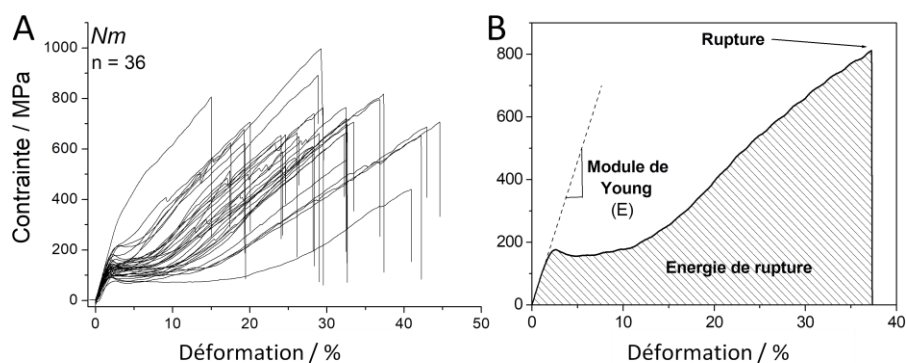 A
Nm
n = 36
Contrainte / MPa
1000
800
600
400
200
0
0 10 20 30 40 50
Déformation / %
B
Rupture
800
600
400
200
0
Module de
Young
(E)
Energie de rupture
0 10 20 30 40
Déformation / %